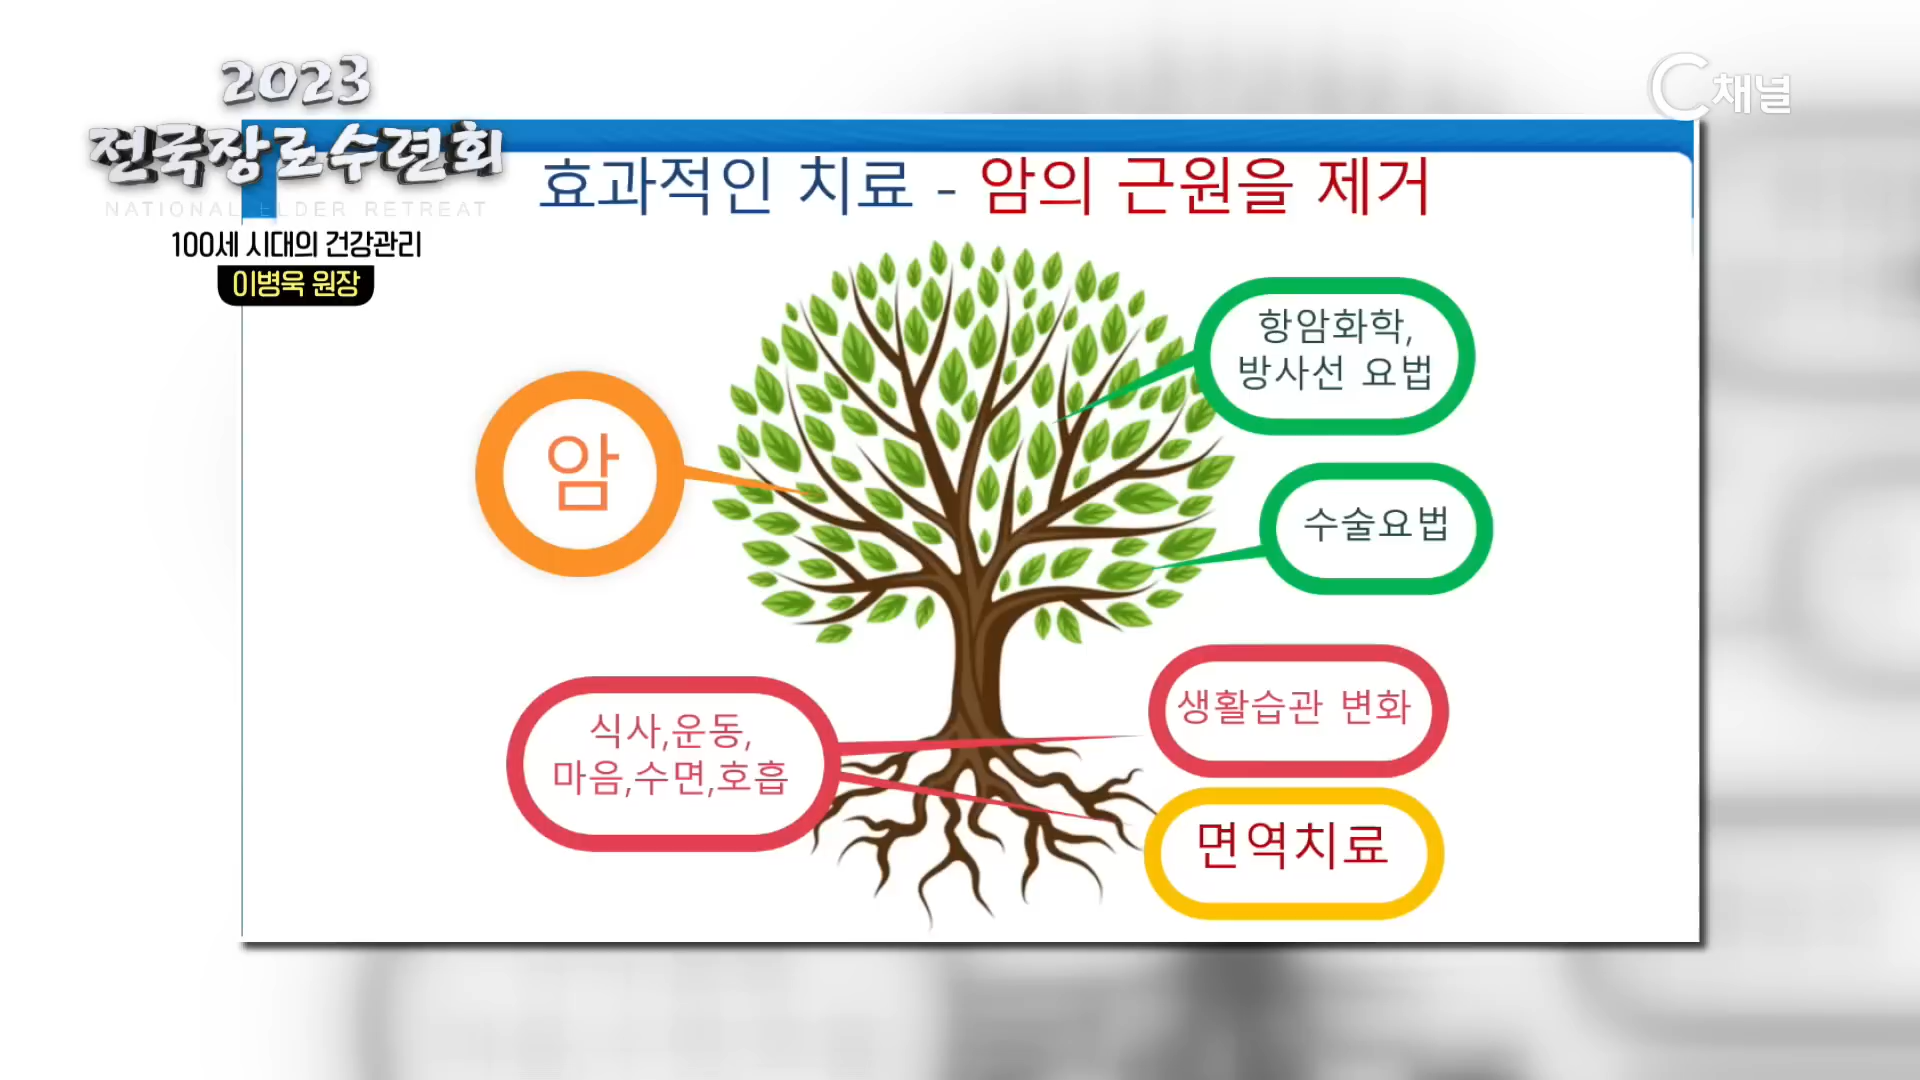 2023
전국장로수련회
NATIONAL ELDER RETREAT
100세 시대의 건강관리
이병욱 원장
C채널
효과적인 치료 - 암의 근원을 제거
항암화학,
방사선 요법
암
수술요법
생활습관 변화
식사,운동,
마음,수면,호흡
면역치료